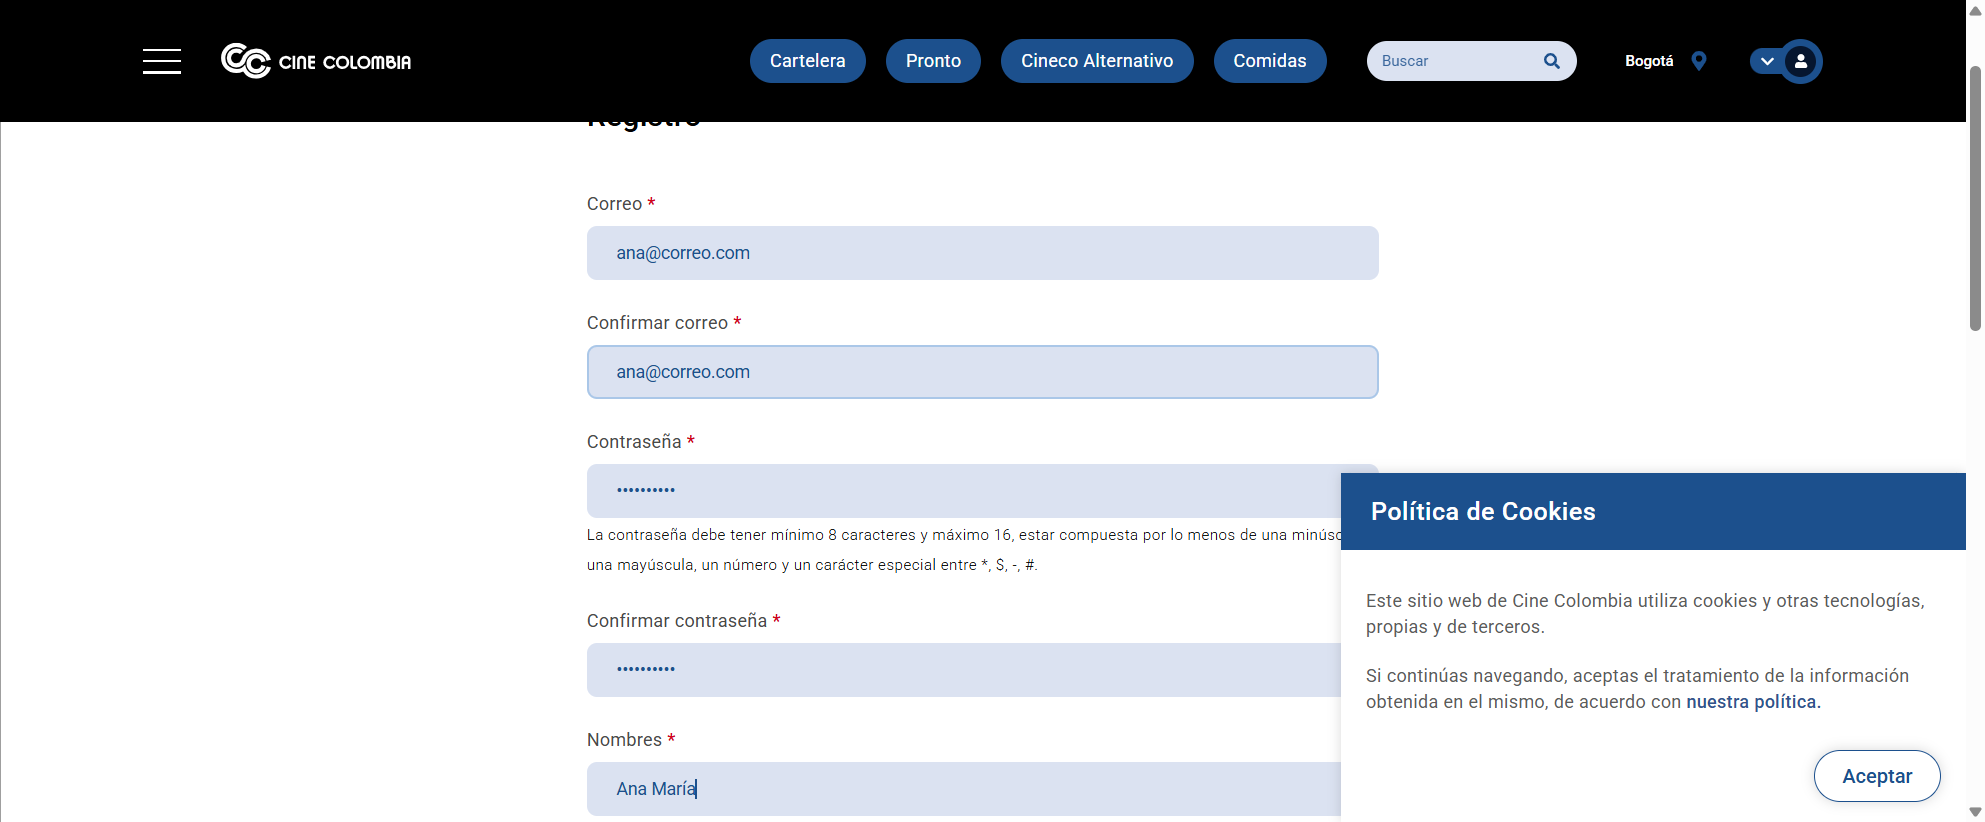 CINE COLOMBIA
Cartelera
Pronto
Cineco Alternativo
Comidas
Buscar
Bogotá
Registro
Correo *
ana@correo.com
Confirmar correo *
ana@correo.com
Contraseña *
••••••••••
La contraseña debe tener mínimo 8 caracteres y máximo 16, estar compuesta por lo menos de una minúsc
una mayúscula, un número y un carácter especial entre *, $, -, #.
Confirmar contraseña *
••••••••••
Nombres *
Ana María
Política de Cookies
Este sitio web de Cine Colombia utiliza cookies y otras tecnologías,
propias y de terceros.
Si continúas navegando, aceptas el tratamiento de la información
obtenida en el mismo, de acuerdo con nuestra política.
Aceptar